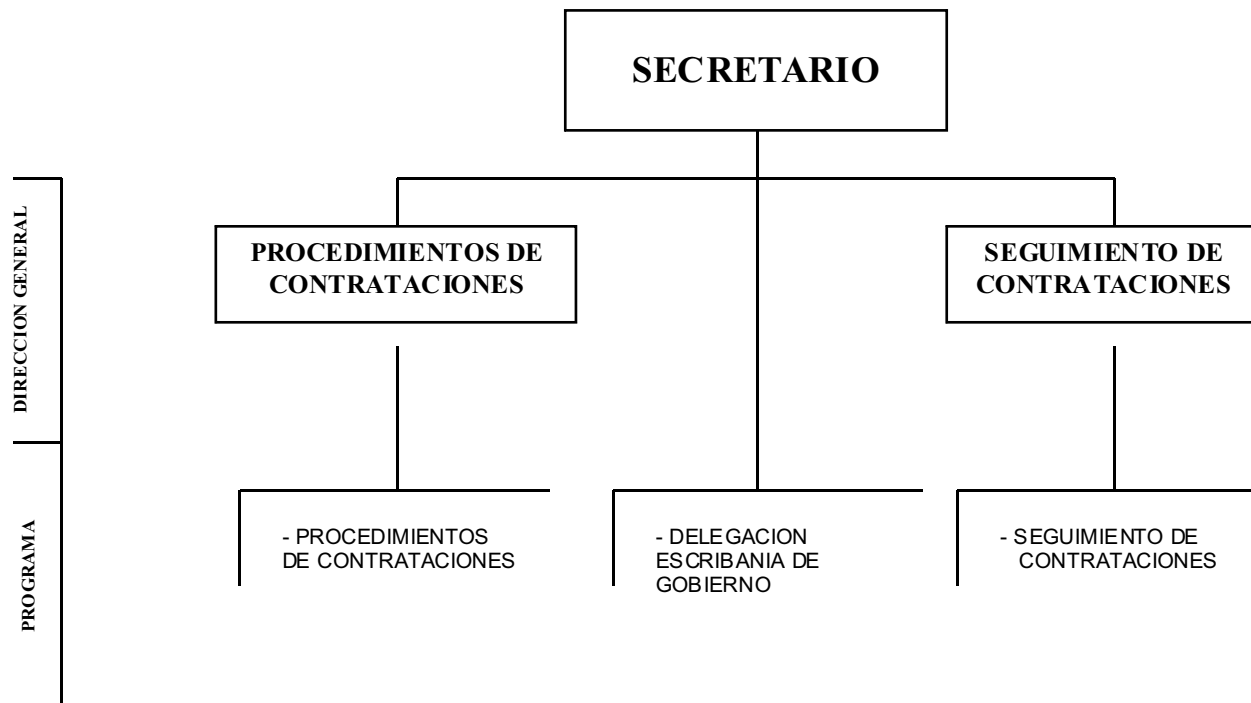 SECRETARIO
DIRECCION GENERAL
PROCEDIMIENTOS DE
CONTRATACIONES
SEGUIMIENTO DE
CONTRATACIONES
PROGRAMA
- PROCEDIMIENTOS
DE CONTRATACIONES
- DELEGACION
ESCRIBANIA DE
GOBIERNO
- SEGUIMIENTO DE
CONTRATACIONES